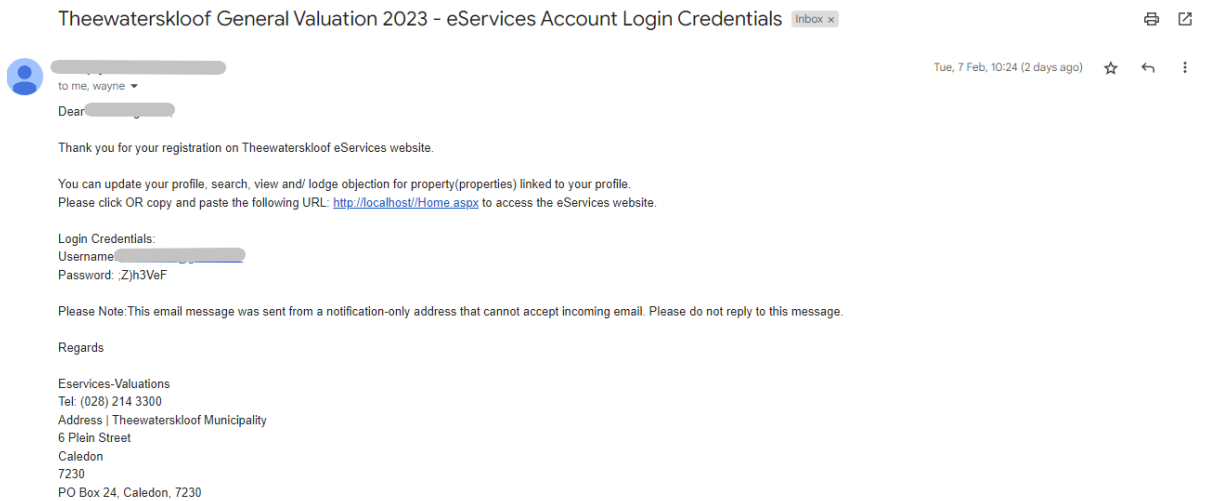 Theewaterskloof General Valuation 2023 - eServices Account Login Credentials Inbox ×
Tue, 7 Feb, 10:24 (2 days ago)
to me, wayne
Dear
Thank you for your registration on Theewaterskloof eServices website.
You can update your profile, search, view and/ lodge objection for property(properties) linked to your profile.
Please click OR copy and paste the following URL: http://localhost//Home.aspx to access the eServices website.
Login Credentials:
Username
Password: ;Z)h3VeF
Please Note:This email message was sent from a notification-only address that cannot accept incoming email. Please do not reply to this message.
Regards
Eservices-Valuations
Tel: (028) 214 3300
Address | Theewaterskloof Municipality
6 Plein Street
Caledon
7230
PO Box 24, Caledon, 7230